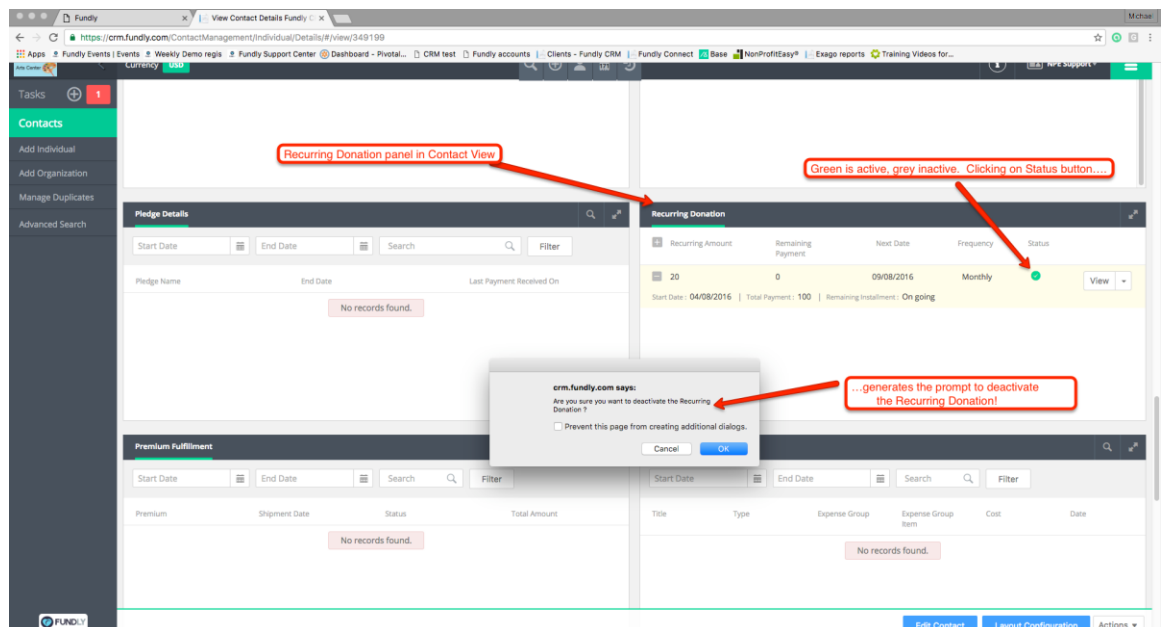 Fundly
View Contact Details Fundly C
Michael
https://crm.fundly.com/ContactManagement/Individual/Details/#/view/349199
Apps
Fundly Events | Events
Weekly Demo regis
Fundly Support Center
Dashboard - Pivotal...
CRM test
Fundly accounts
Clients - Fundly CRM
Fundly Connect
Base
NonProfitEasy®
Exago reports
Training Videos for...
Arts Center
Currency USD
NPE Support
Tasks 1
Contacts
Add Individual
Add Organization
Manage Duplicates
Advanced Search
Recurring Donation panel in Contact View
Green is active, grey inactive. Clicking on Status button....
Pledge Details
Start Date End Date Search Filter
Pledge Name End Date Last Payment Received On
No records found.
Recurring Donation
Recurring Amount Remaining Payment Next Date Frequency Status
20 0 09/08/2016 Monthly View
Start Date : 04/08/2016 | Total Payment : 100 | Remaining Installment : On going
crm.fundly.com says:
Are you sure you want to deactivate the Recurring
Donation ?
Prevent this page from creating additional dialogs.
Cancel OK
...generates the prompt to deactivate
the Recurring Donation!
Premium Fulfillment
Start Date End Date Search Filter
Premium Shipment Date Status Total Amount
No records found.
Start Date End Date Search Filter
Title Type Expense Group Expense Group Item Cost Date
No records found.
FUNDLY
Edit Contact Layout Configuration Actions